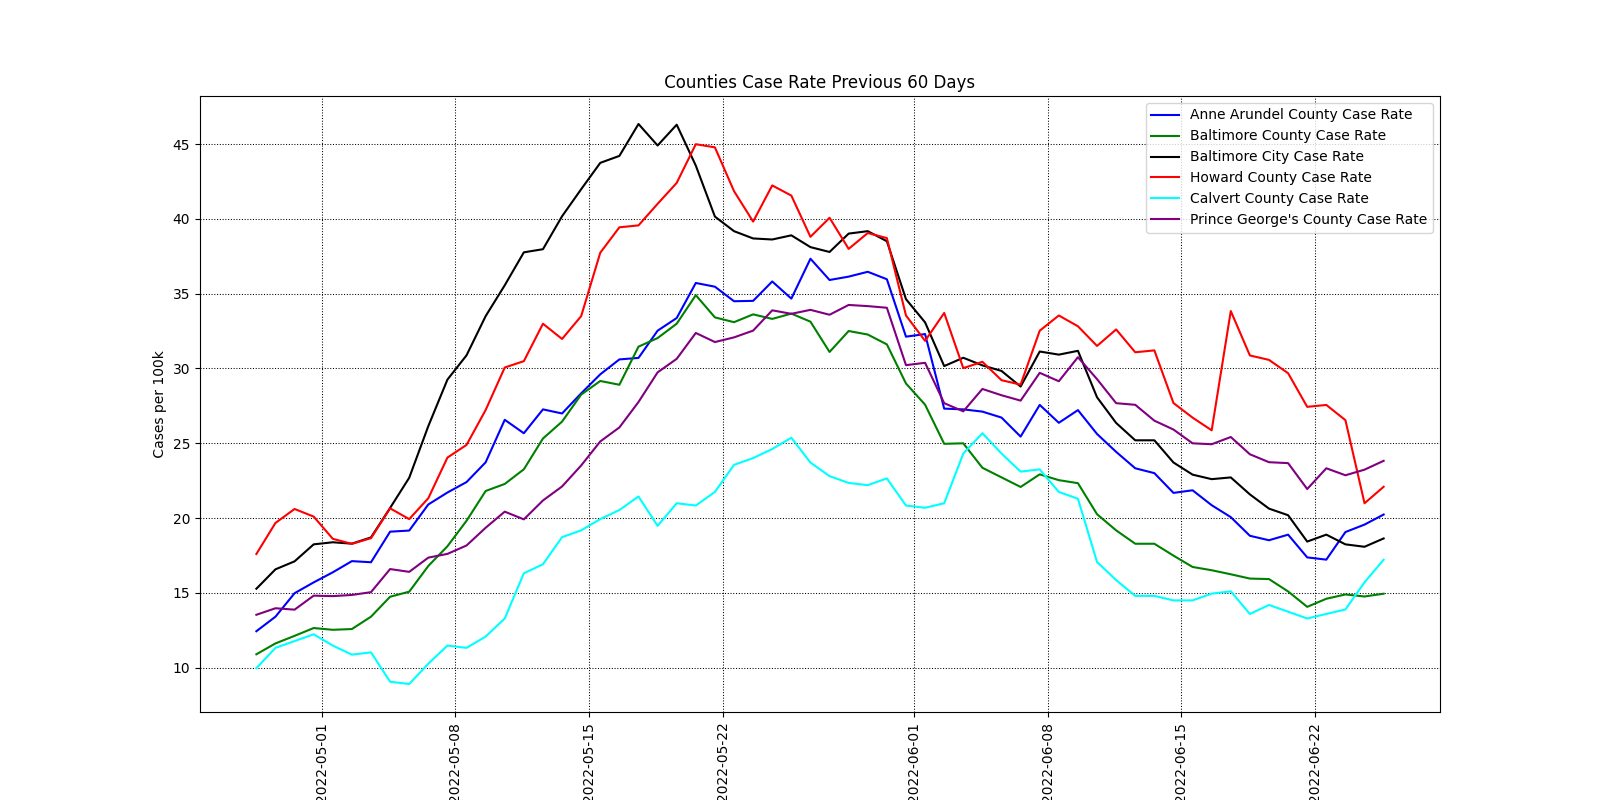 Counties Case Rate Previous 60 Days
Anne Arundel County Case Rate
Baltimore County Case Rate
Baltimore City Case Rate
Howard County Case Rate
Calvert County Case Rate
Prince George's County Case Rate
Cases per 100k
45
40
35
30
25
20
15
10
2022-05-01
2022-05-08
2022-05-15
2022-05-22
2022-06-01
2022-06-08
2022-06-15
2022-06-22